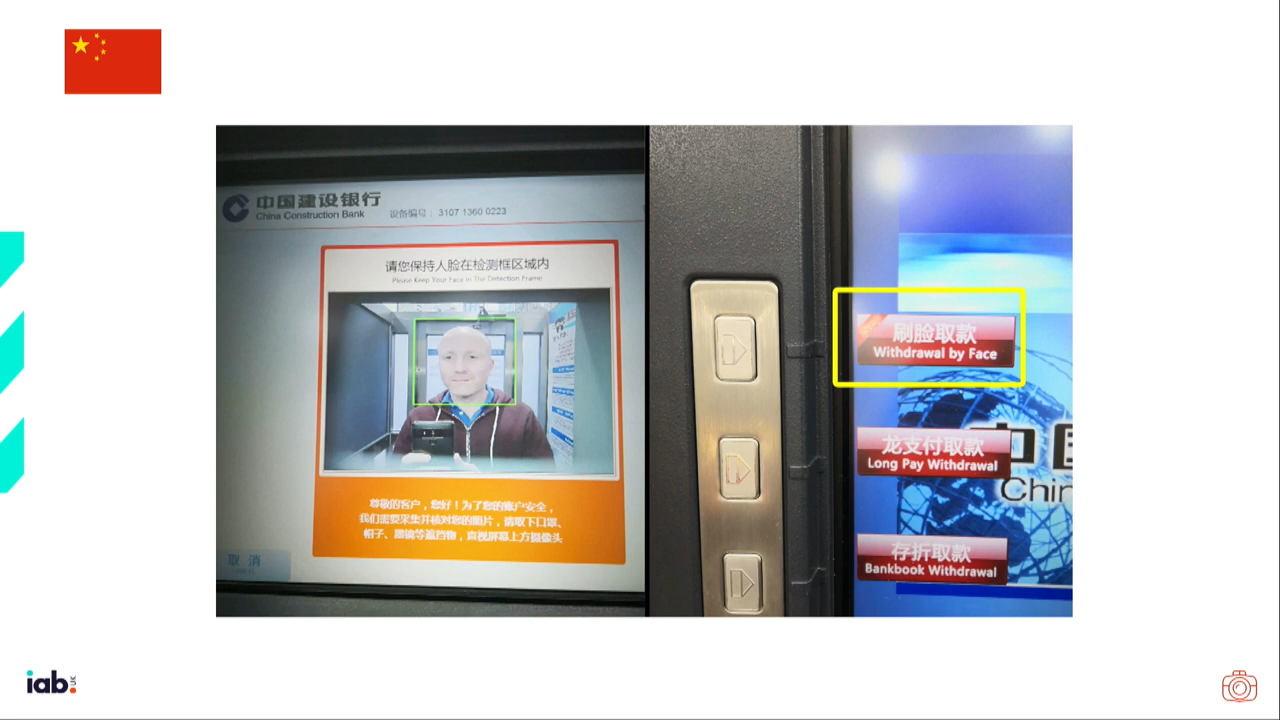 中国建设银行
China Construction Bank
设备编号： 3107 1360 0223
请您保持人脸在检测框区域内
Please Keep Your Face in The Detection Frame
尊敬的客户，您好！为了您的账户安全，
我们需要采集并核对您的照片，请取下口罩、
帽子、眼镜等遮挡物，直视屏幕上方摄像头
取 消
刷脸取款
Withdrawal by Face
龙支付取款
Long Pay Withdrawal
存折取款
Bankbook Withdrawal
中
Chin
iab.
UK